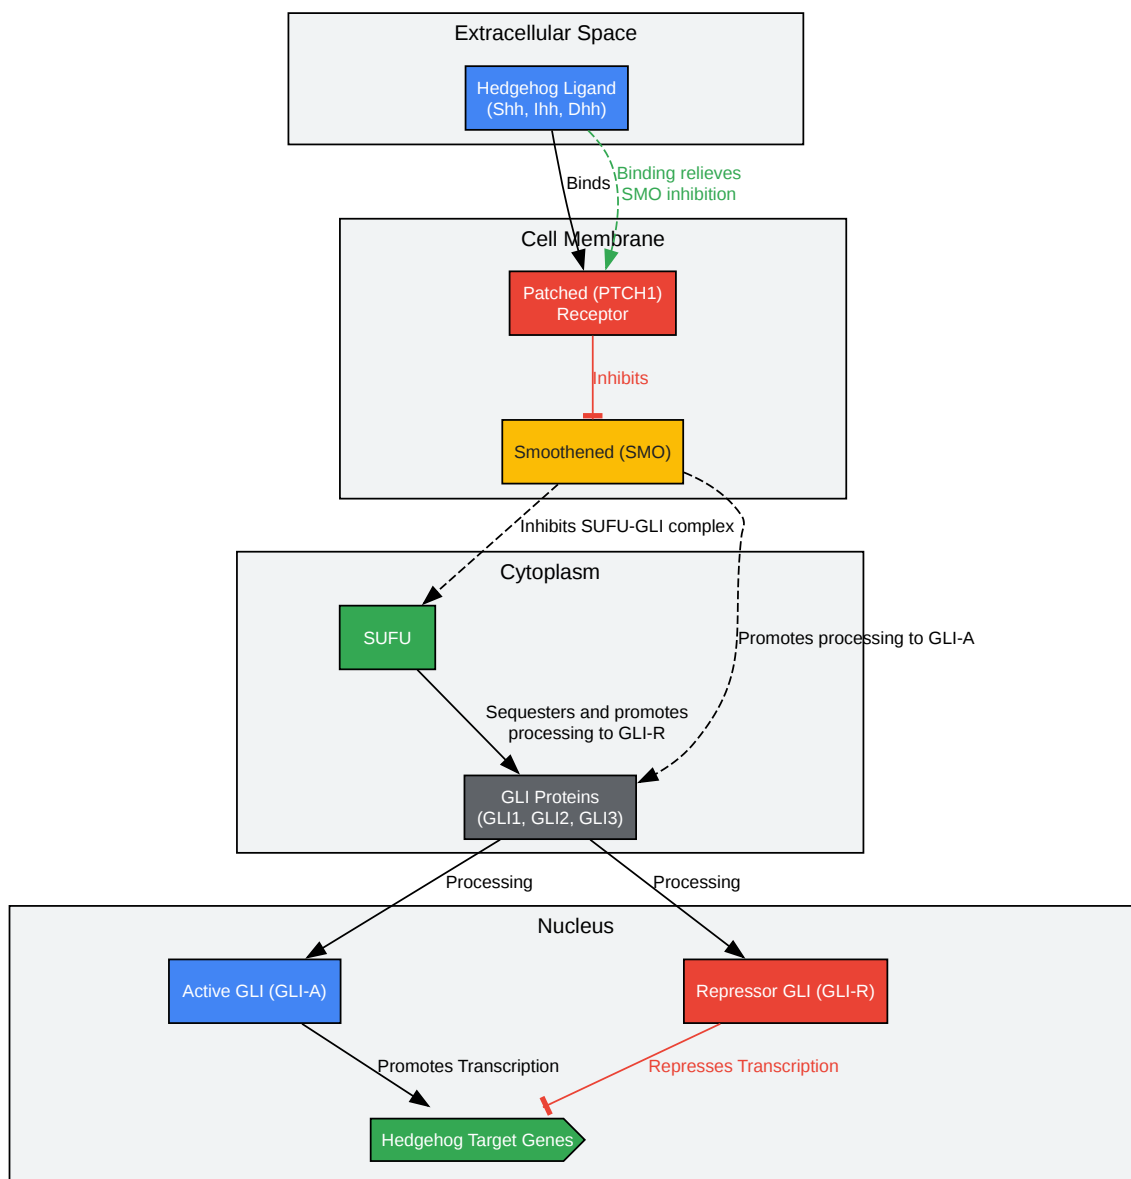 Extracellular Space
Hedgehog Ligand
(Shh, Ihh, Dhh)
Binds
Binding relieves
SMO inhibition
Cell Membrane
Patched (PTCH1)
Receptor
Inhibits
Smoothened (SMO)
Inhibits SUFU-GLI complex
Cytoplasm
SUFU
Promotes processing to GLI-A
Sequesters and promotes
processing to GLI-R
GLI Proteins
(GLI1, GLI2, GLI3)
Processing
Processing
Nucleus
Active GLI (GLI-A)
Repressor GLI (GLI-R)
Promotes Transcription
Represses Transcription
Hedgehog Target Genes